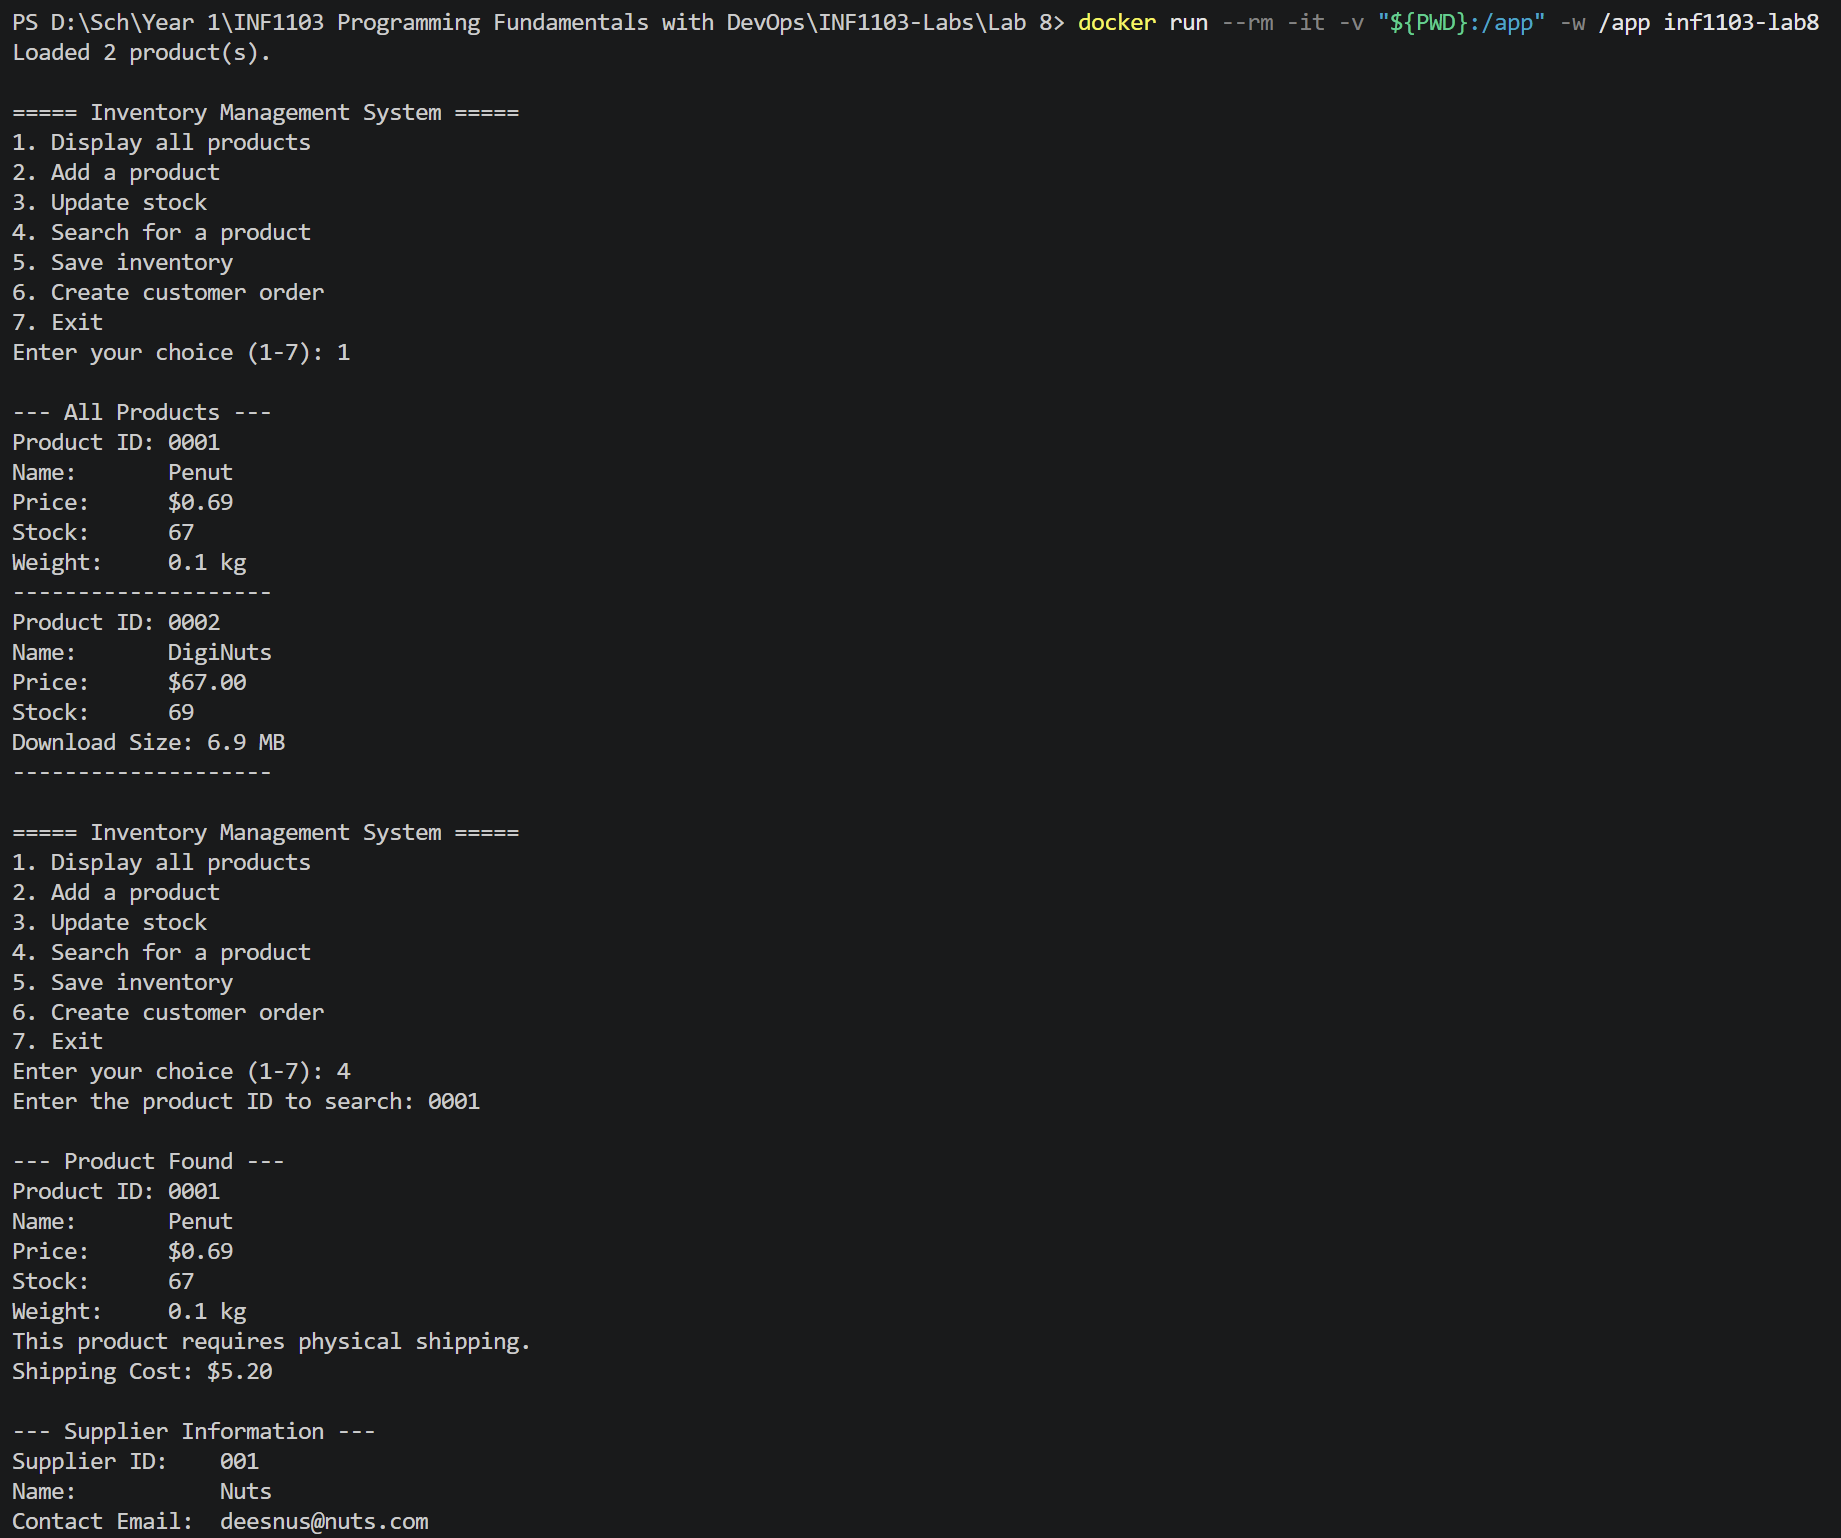 PS D:\Sch\Year 1\INF1103 Programming Fundamentals with DevOps\INF1103-Labs\Lab 8> docker run --rm -it -v "${PWD}:/app" -w /app inf1103-lab8
Loaded 2 product(s).

===== Inventory Management System =====
1. Display all products
2. Add a product
3. Update stock
4. Search for a product
5. Save inventory
6. Create customer order
7. Exit
Enter your choice (1-7): 1

--- All Products ---
Product ID: 0001
Name:       Penut
Price:      $0.69
Stock:      67
Weight:     0.1 kg
--------------------
Product ID: 0002
Name:       DigiNuts
Price:      $67.00
Stock:      69
Download Size: 6.9 MB
--------------------

===== Inventory Management System =====
1. Display all products
2. Add a product
3. Update stock
4. Search for a product
5. Save inventory
6. Create customer order
7. Exit
Enter your choice (1-7): 4
Enter the product ID to search: 0001

--- Product Found ---
Product ID: 0001
Name:       Penut
Price:      $0.69
Stock:      67
Weight:     0.1 kg
This product requires physical shipping.
Shipping Cost: $5.20

--- Supplier Information ---
Supplier ID:    001
Name:           Nuts
Contact Email:  deesnus@nuts.com